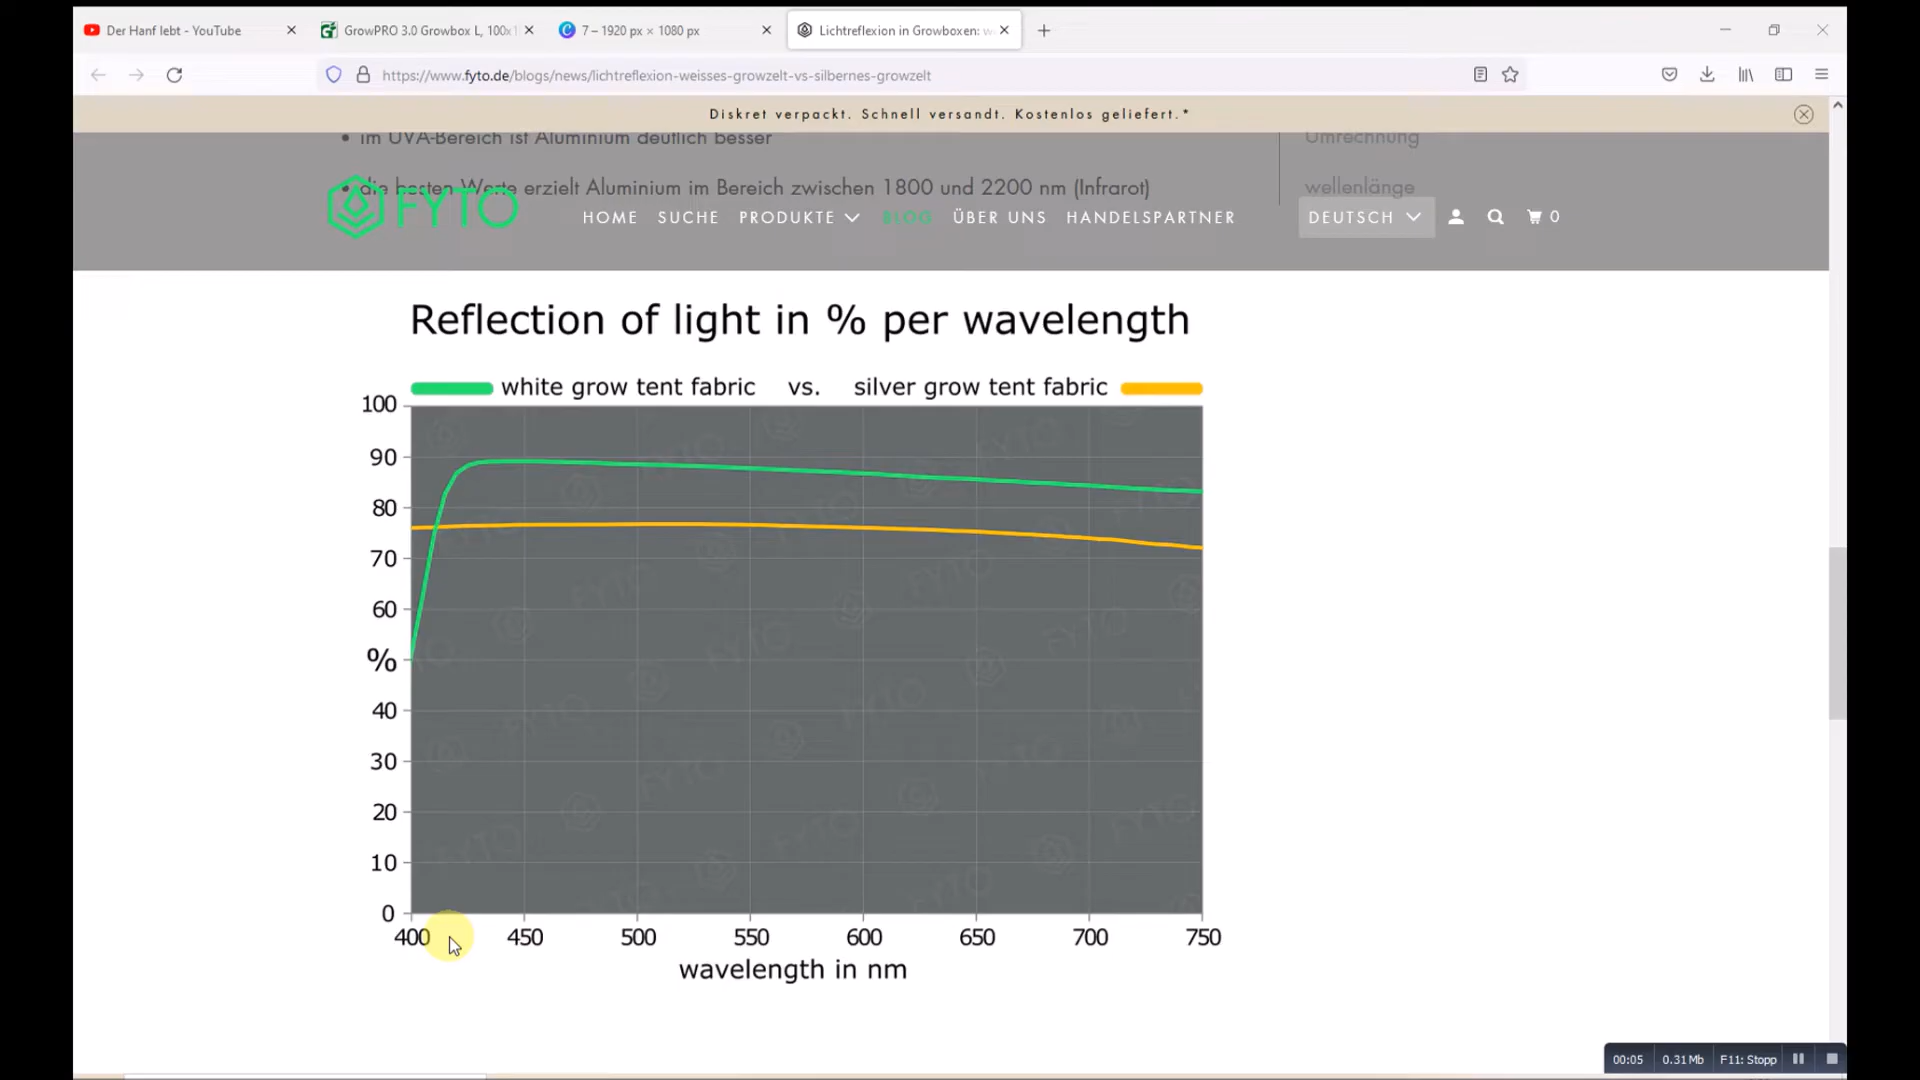 Der Hanf lebt - YouTube
GrowPRO 3.0 Growbox L, 100x1
7 – 1920 px × 1080 px
Lichtreflexion in Growboxen: w
https://www.fyto.de/blogs/news/lichtreflexion-weisses-growzelt-vs-silbernes-growzelt
Diskret verpackt. Schnell versandt. Kostenlos geliefert.*
im UVA-Bereich ist Aluminium deutlich besser
Umrechnung
die besten Werte erzielt Aluminium im Bereich zwischen 1800 und 2200 nm (Infrarot)
wellenlänge
FYTO
HOME SUCHE PRODUKTE BLOG ÜBER UNS HANDELSPARTNER
DEUTSCH
0
Reflection of light in % per wavelength
white grow tent fabric vs. silver grow tent fabric
100
90
80
70
60
%
40
30
20
10
0
400 450 500 550 600 650 700 750
wavelength in nm
00:05 0.31Mb F11: Stopp